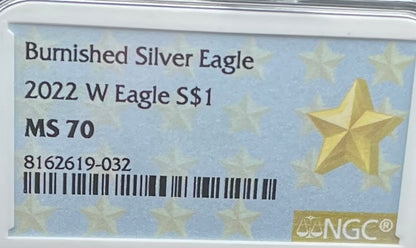 Burnished Silver Eagle
2022 W Eagle S$1
MS 70
8162619-032
NGC®